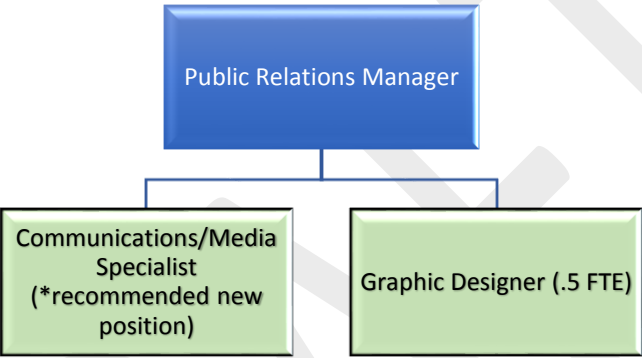 Public Relations Manager
Communications/Media
Specialist
(*recommended new
position)
Graphic Designer (.5 FTE)